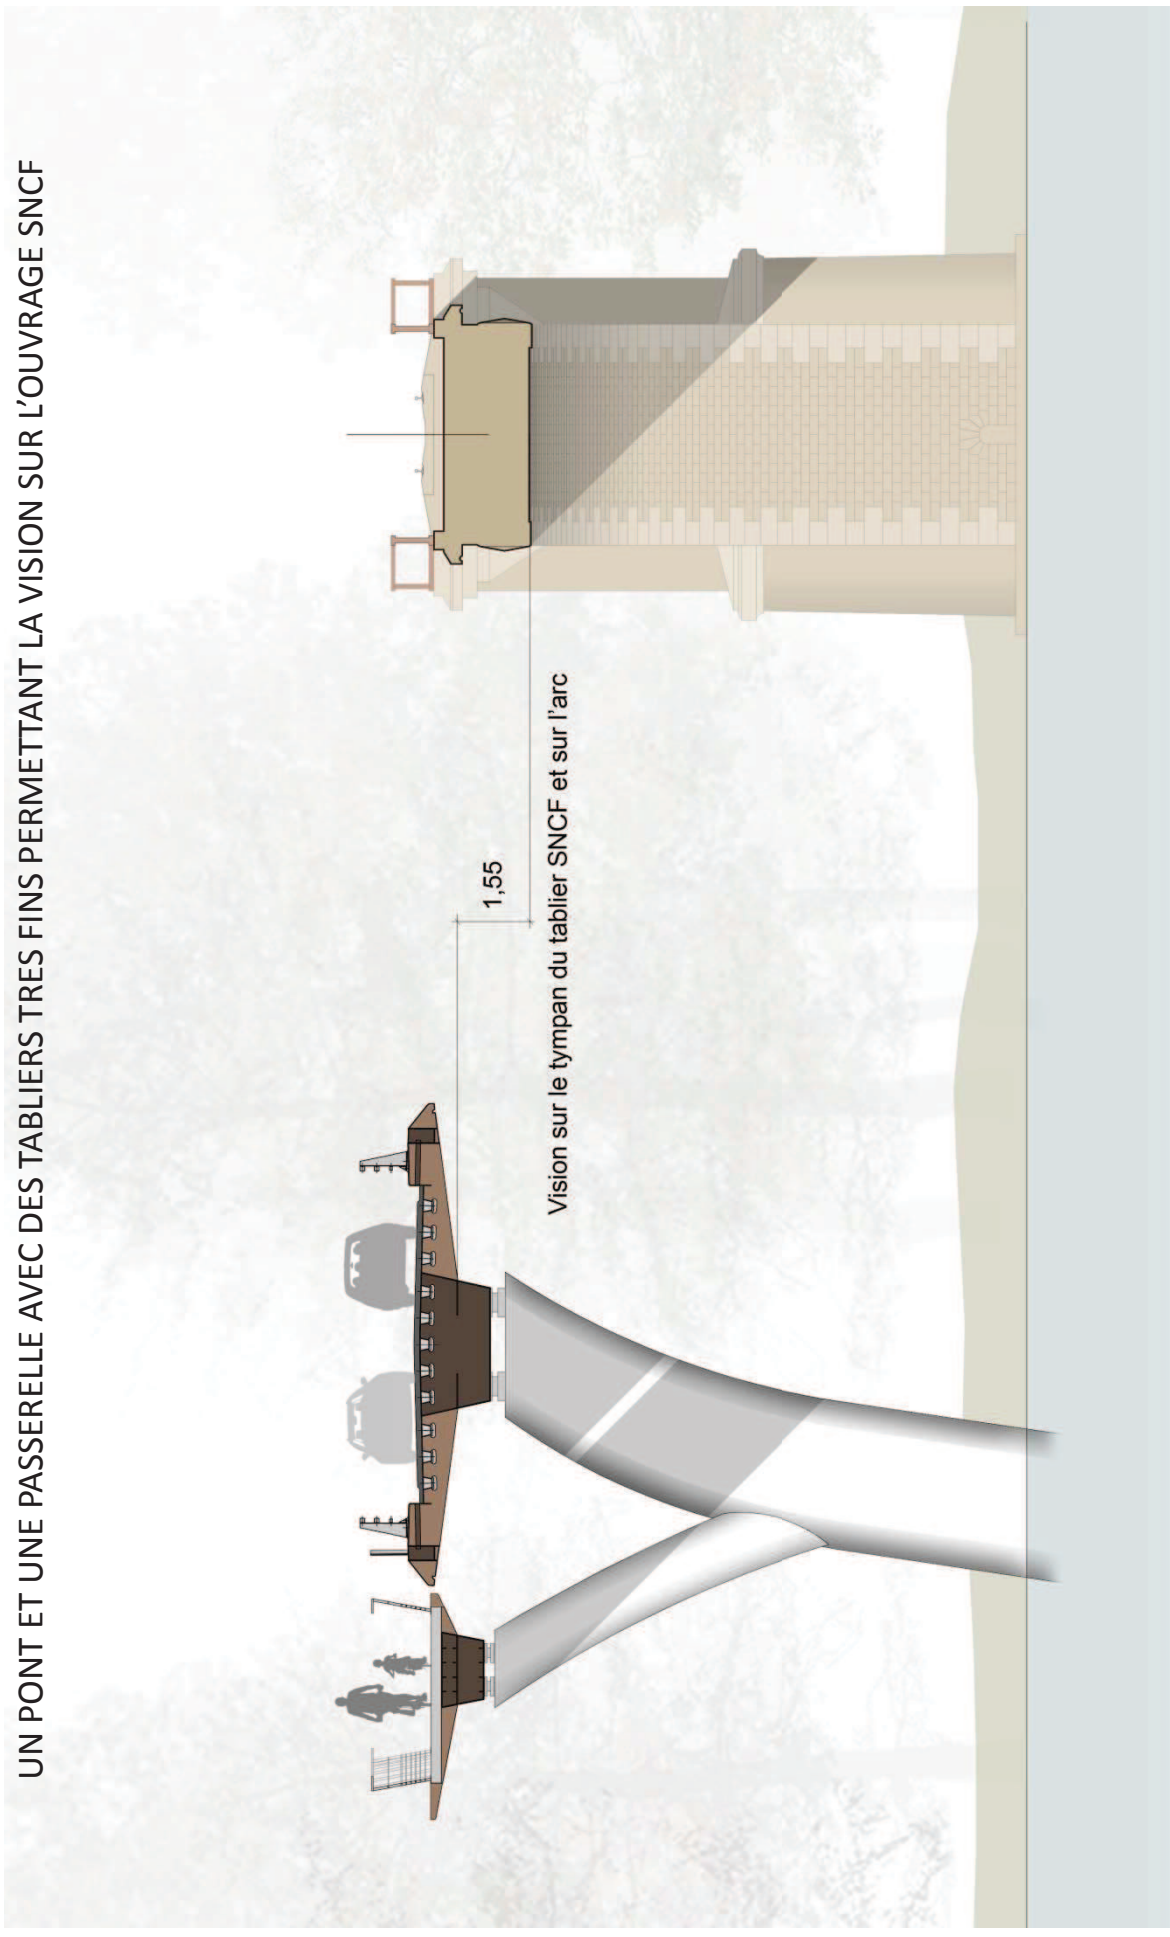 UN PONT ET UNE PASSERELLE AVEC DES TABLIERS TRES FINS PERMETTANT LA VISION SUR L'OUVRAGE SNCF
1,55
Vision sur le tympan du tablier SNCF et sur l'arc